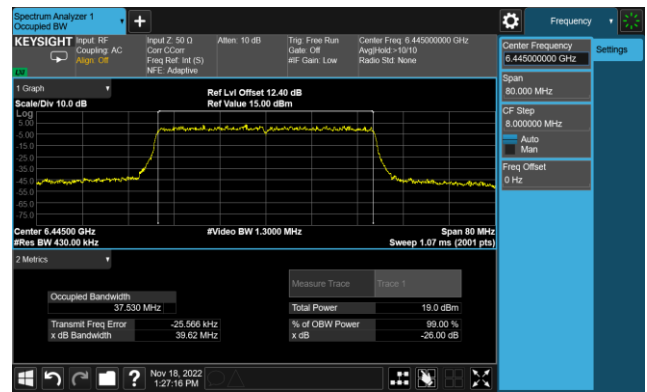 Spectrum Analyzer 1
Occupied BW
Frequency
KEYSIGHT
Input: RF
Coupling: AC
Align: Off
Input Z: 50 Ω
Corr CCorr
Freq Ref: Int (S)
NFE: Adaptive
Atten: 10 dB
Trig: Free Run
Gate: Off
#IF Gain: Low
Center Freq: 6.445000000 GHz
Avg|Hold:>10/10
Radio Std: None
Center Frequency
6.445000000 GHz
Settings
Span
80.000 MHz
CF Step
8.000000 MHz
Auto
Man
Freq Offset
0 Hz
1 Graph
Scale/Div 10.0 dB
Ref Lvl Offset 12.40 dB
Ref Value 15.00 dBm
Log
5.00
-5.00
-15.0
-25.0
-35.0
-45.0
-55.0
-65.0
-75.0
Center 6.44500 GHz
#Video BW 1.3000 MHz
Span 80 MHz
#Res BW 430.00 kHz
Sweep 1.07 ms (2001 pts)
2 Metrics
Measure Trace
Trace 1
Occupied Bandwidth
37.530 MHz
Total Power
19.0 dBm
Transmit Freq Error
-25.566 kHz
% of OBW Power
99.00 %
x dB Bandwidth
39.62 MHz
x dB
-26.00 dB
?
Nov 18, 2022
1:27:16 PM